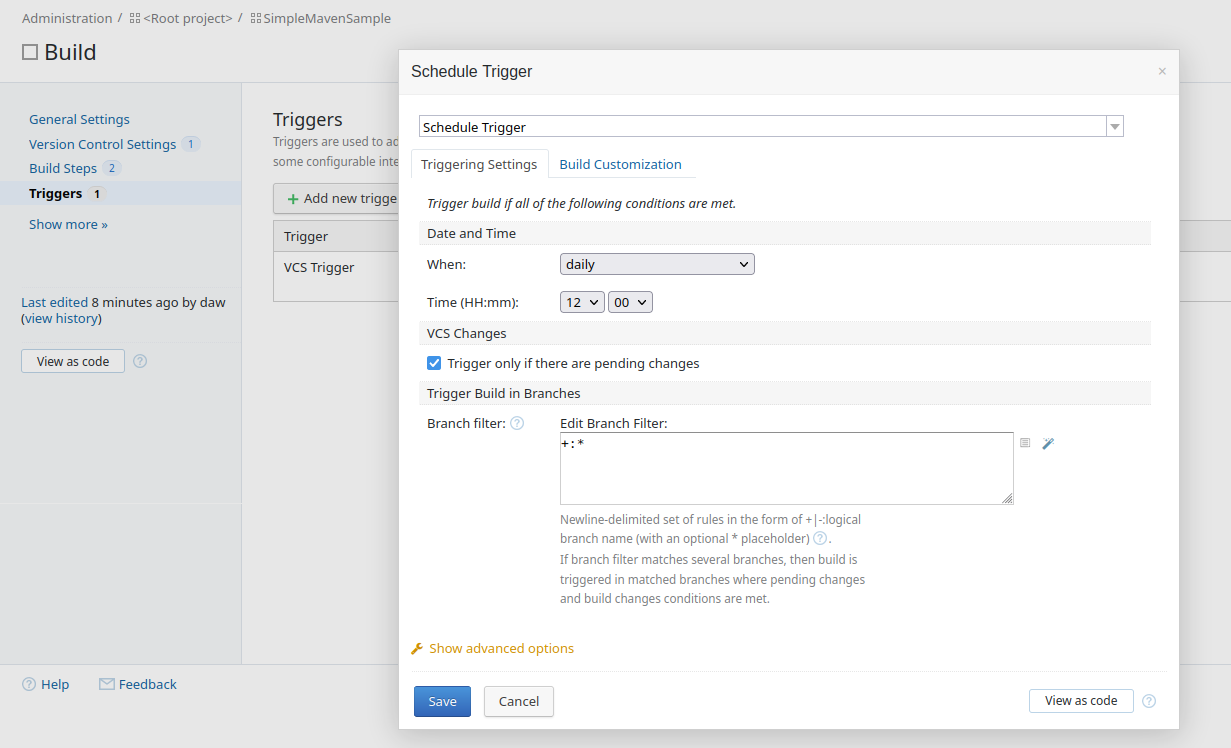 Administration / <Root project> / SimpleMavenSample
Build
General Settings
Version Control Settings 1
Build Steps 2
Triggers 1
Show more »
Last edited 8 minutes ago by daw
(view history)
View as code
Help Feedback
Triggers
Triggers are used to
some configurable
Add new
Trigger
VCS Trigger
Schedule Trigger
Schedule Trigger
Triggering Settings Build Customization
Trigger build if all of the following conditions are met.
Date and Time
When: daily
Time (HH:mm): 12 00
VCS Changes
Trigger only if there are pending changes
Trigger Build in Branches
Branch filter: Edit Branch Filter:
+:*
Newline-delimited set of rules in the form of +|-:logical
branch name (with an optional * placeholder) .
If branch filter matches several branches, then build is
triggered in matched branches where pending changes
and build changes conditions are met.
Show advanced options
Save Cancel View as code